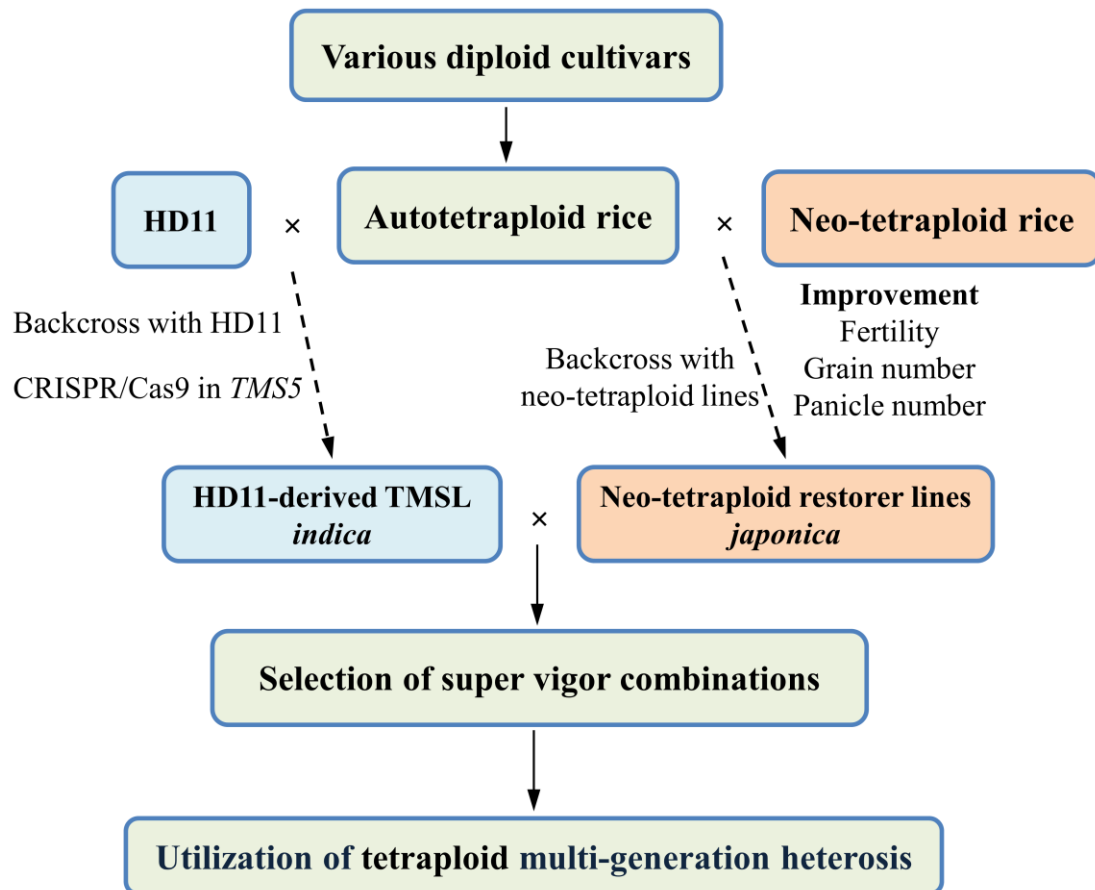 Various diploid cultivars
HD11
×
Autotetraploid rice
×
Neo-tetraploid rice
Improvement
Fertility
Grain number
Panicle number
Backcross with HD11
CRISPR/Cas9 in TMS5
Backcross with
neo-tetraploid lines
HD11-derived TMSL
indica
×
Neo-tetraploid restorer lines
japonica
Selection of super vigor combinations
Utilization of tetraploid multi-generation heterosis